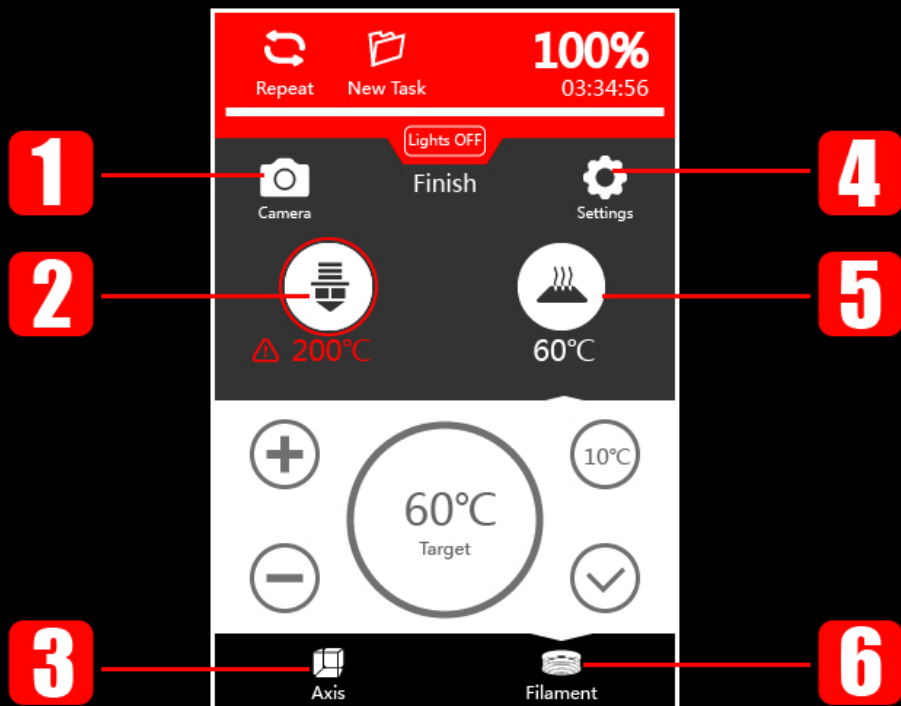 100%
Repeat New Task 03:34:56
Lights OFF
1 Camera Finish Settings 4
2 5
200℃ 60℃
10℃
60℃
Target
3 6
Axis Filament